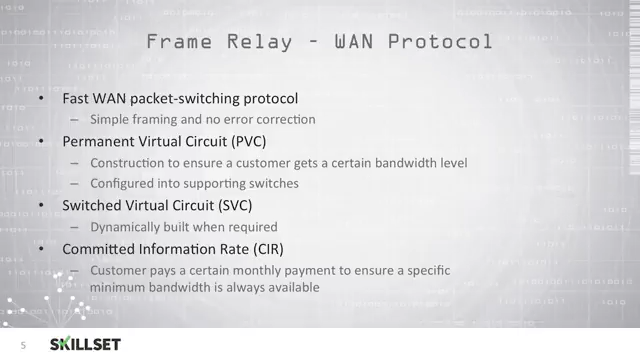 Frame Relay - WAN Protocol
• Fast WAN packet-switching protocol
– Simple framing and no error correction
• Permanent Virtual Circuit (PVC)
– Construction to ensure a customer gets a certain bandwidth level
– Configured into supporting switches
• Switched Virtual Circuit (SVC)
– Dynamically built when required
• Committed Information Rate (CIR)
– Customer pays a certain monthly payment to ensure a specific
minimum bandwidth is always available
5
SKILLSET